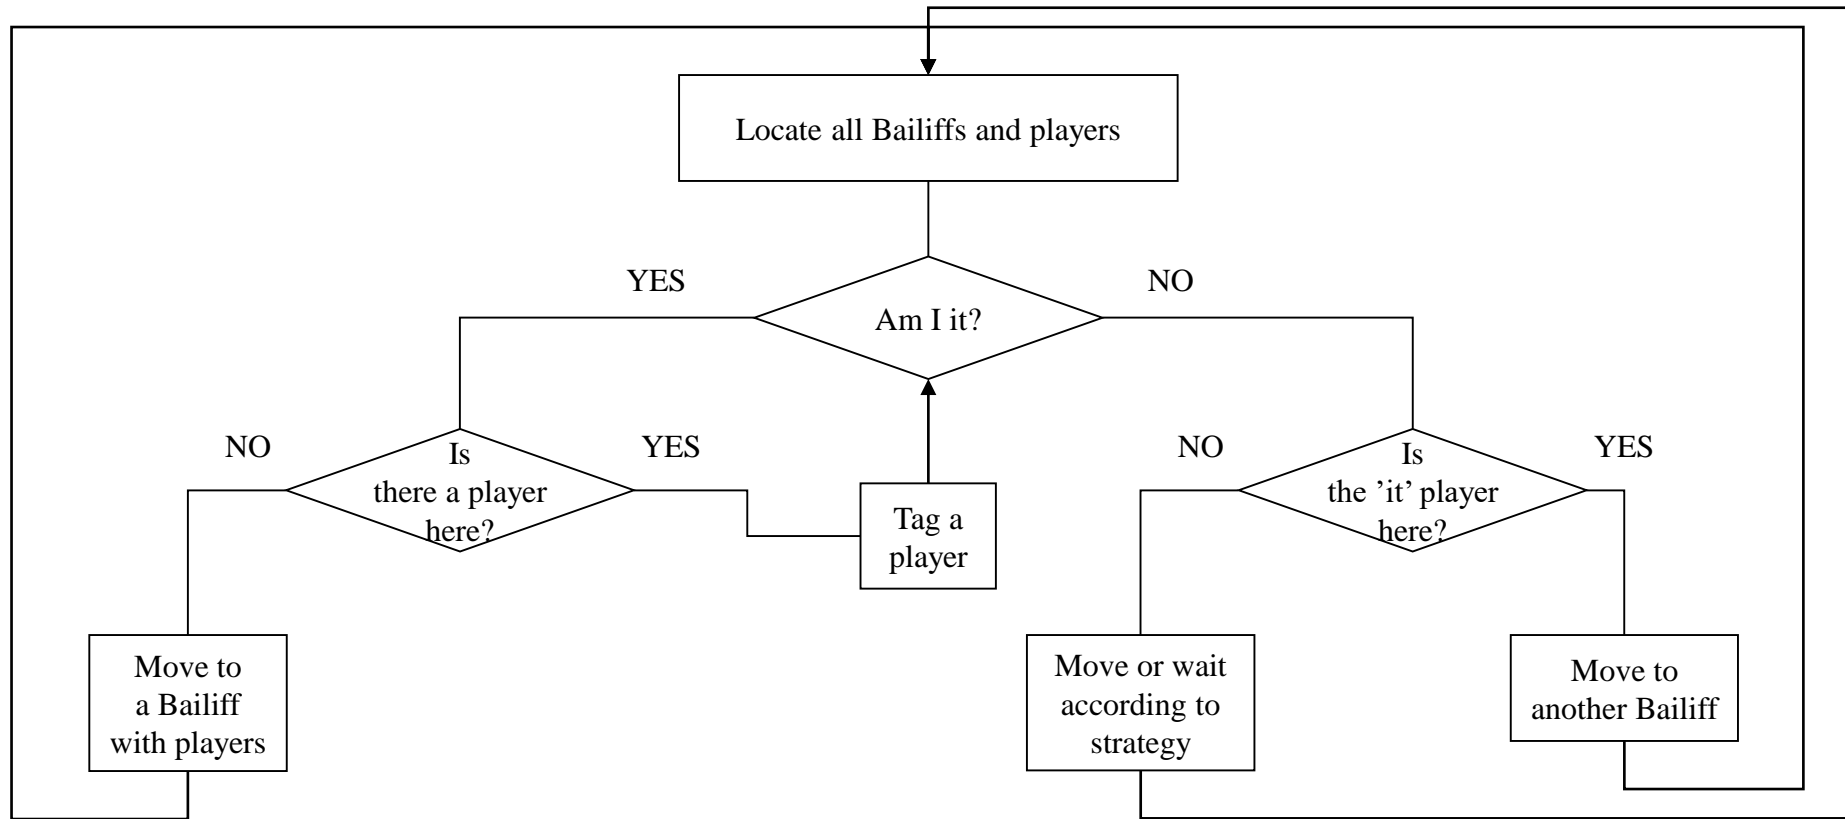 Locate all Bailiffs and players
YES
NO
Am I it?
NO
Is
there a player
here?
YES
Tag a
player
NO
Is
the ’it’ player
here?
YES
Move to
a Bailiff
with players
Move or wait
according to
strategy
Move to
another Bailiff